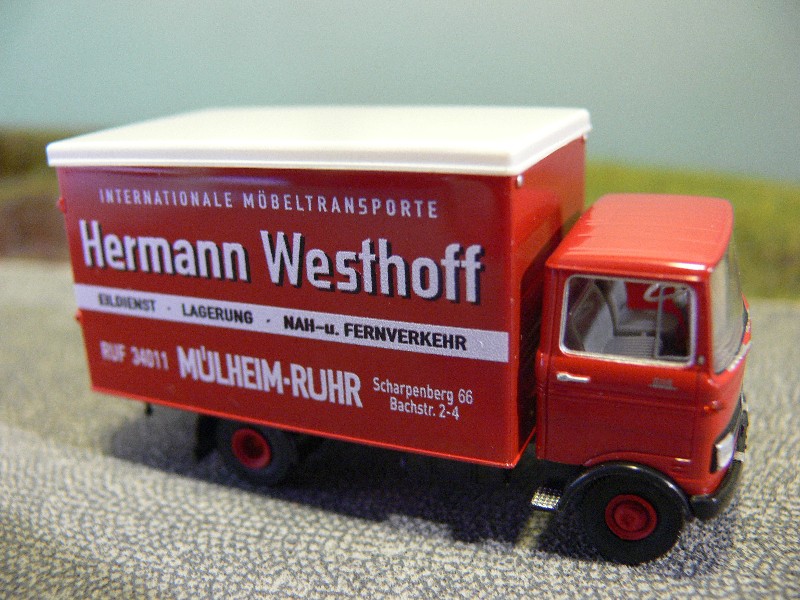 INTERNATIONALE MÖBELTRANSPORTE
Hermann Westhoff
EILDIENST · LAGERUNG · NAH-u. FERNVERKEHR
RUF 34011 MÜLHEIM-RUHR
Scharpenberg 66
Bachstr. 2-4